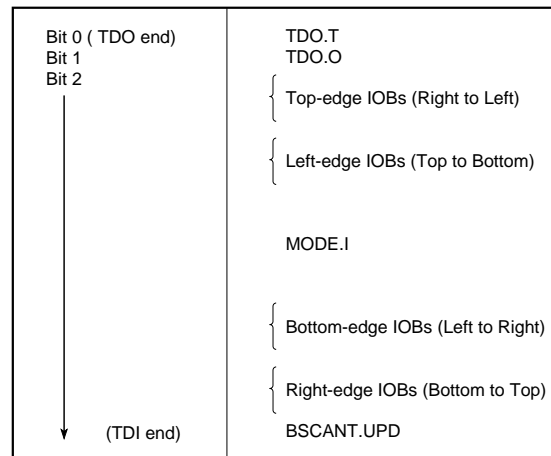 Bit 0 ( TDO end)
Bit 1
Bit 2
(TDI end)
TDO.T
TDO.O
Top-edge IOBs (Right to Left)
Left-edge IOBs (Top to Bottom)
MODE.I
Bottom-edge IOBs (Left to Right)
Right-edge IOBs (Bottom to Top)
BSCANT.UPD